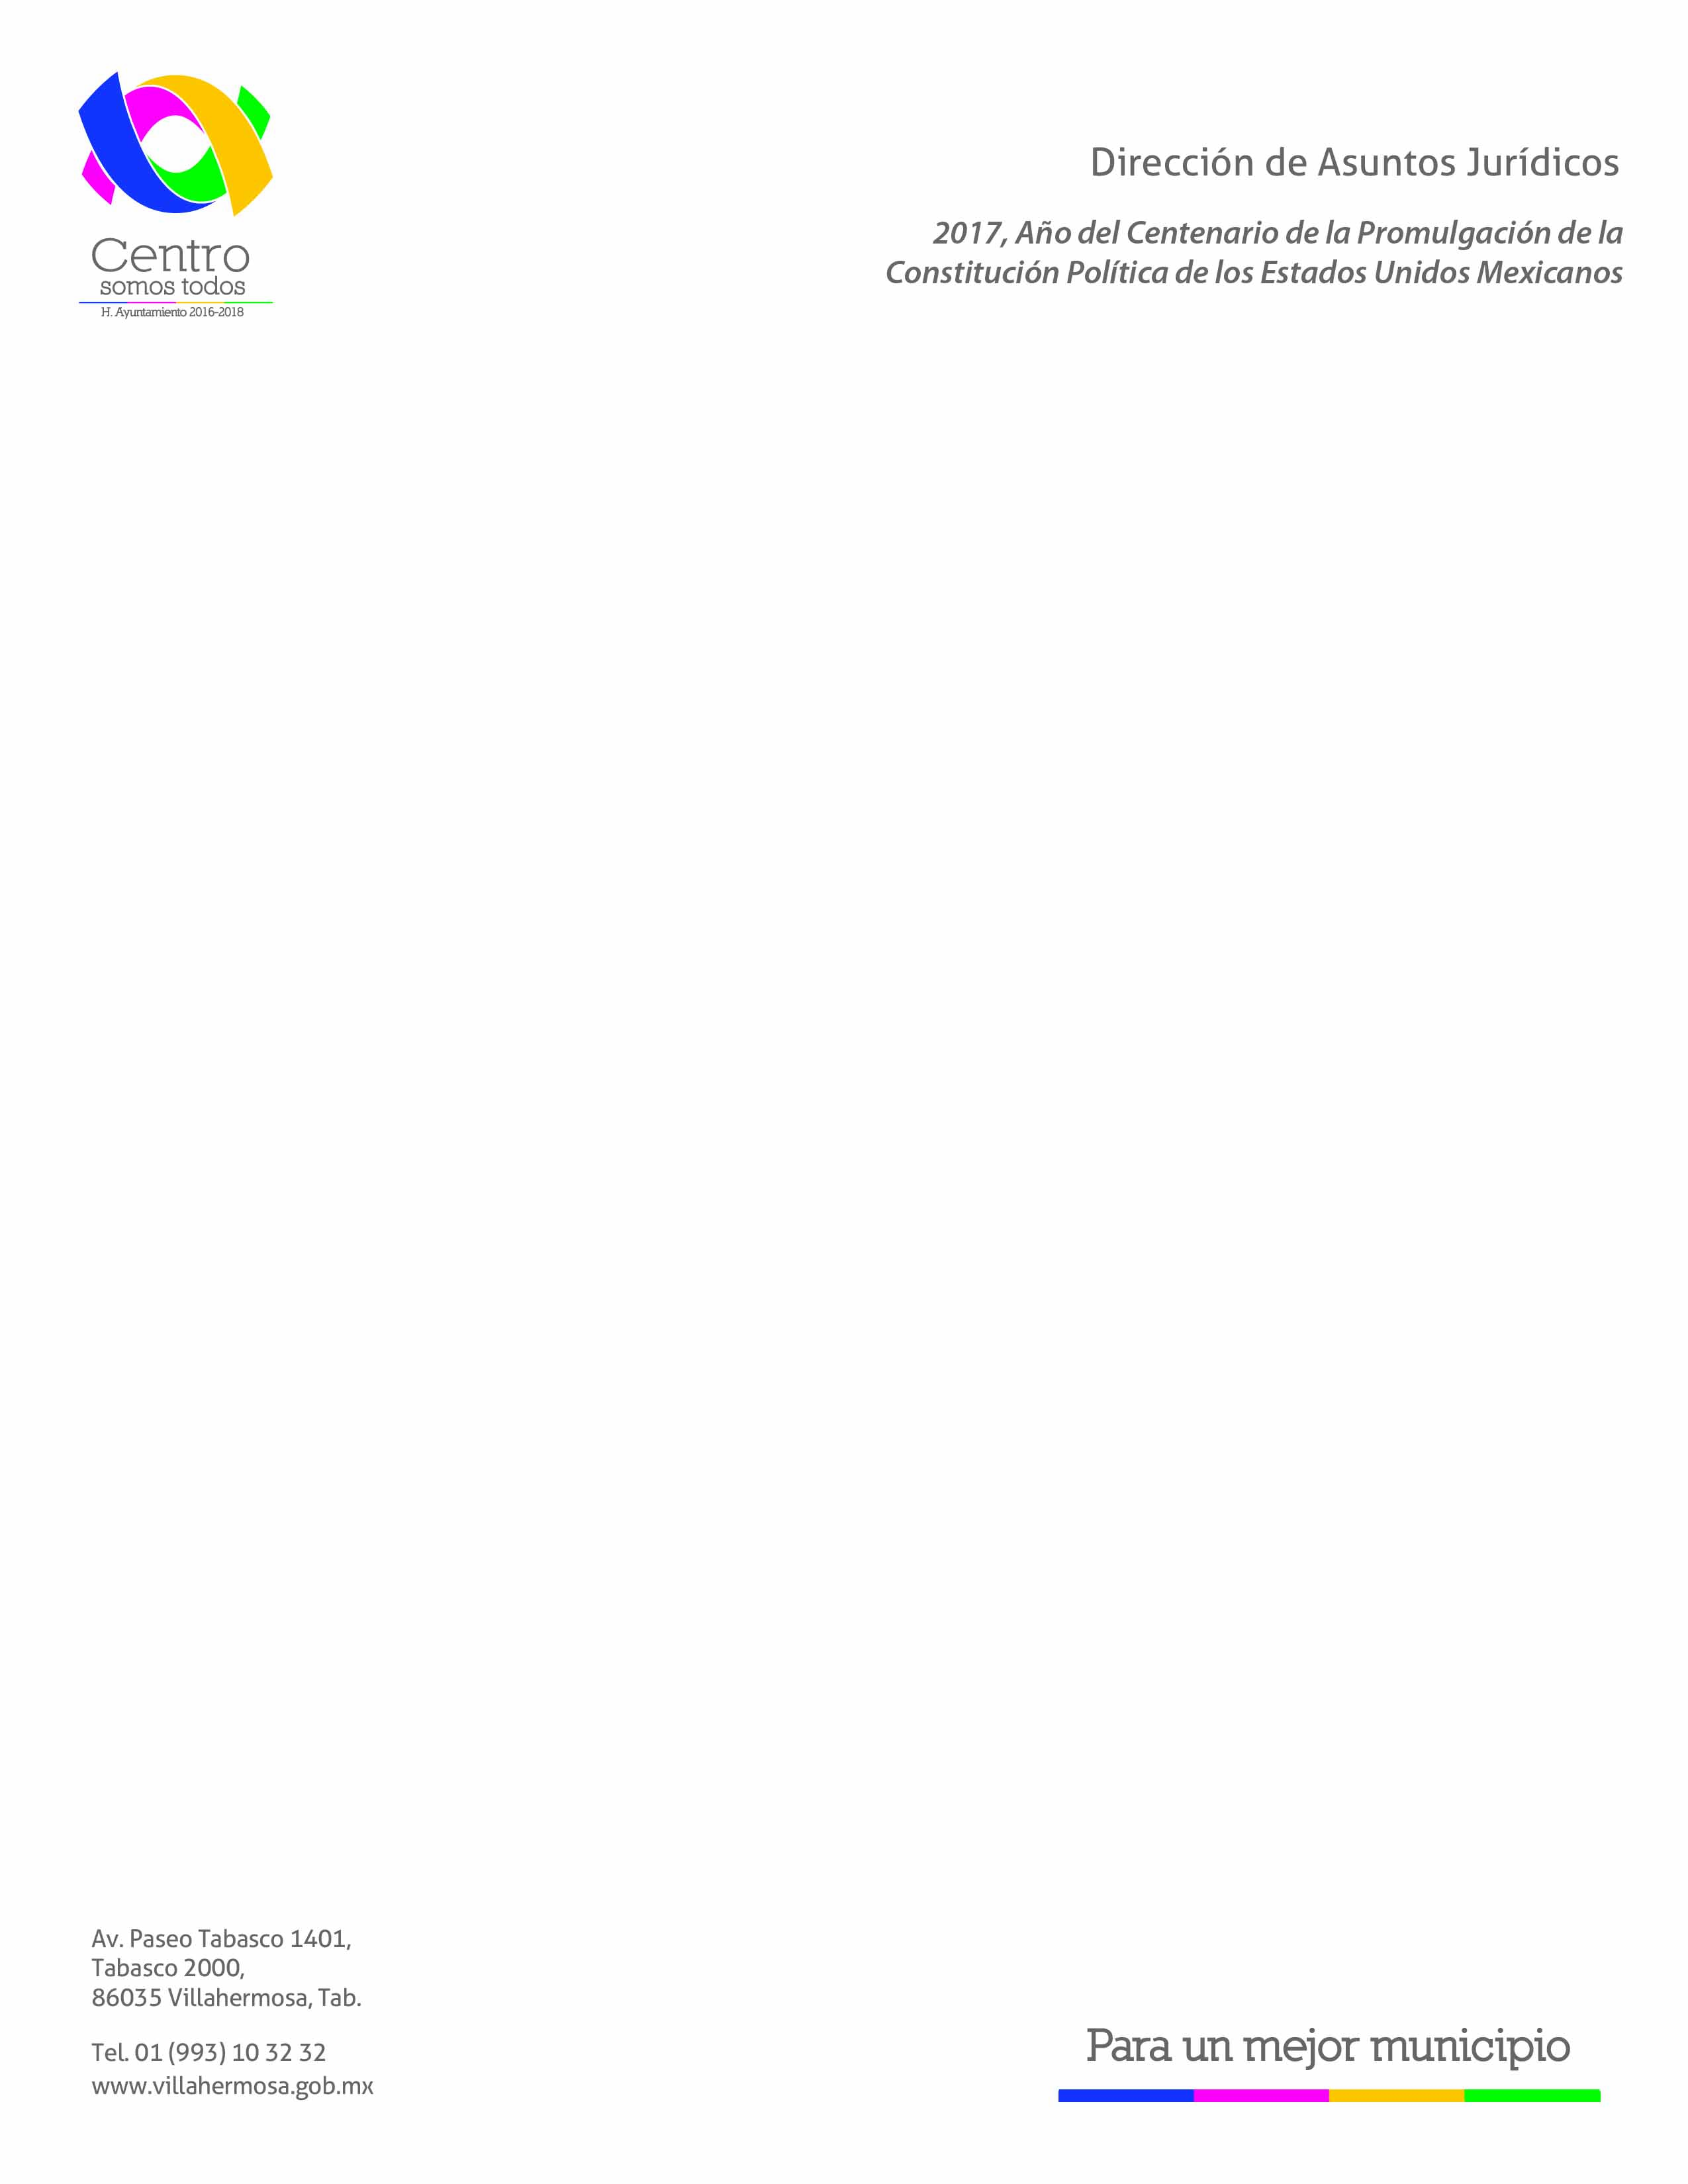 Centro
somos todos
H. Ayuntamiento 2016-2018
Dirección de Asuntos Jurídicos
2017, Año del Centenario de la Promulgación de la
Constitución Política de los Estados Unidos Mexicanos
Av. Paseo Tabasco 1401,
Tabasco 2000,
86035 Villahermosa, Tab.
Tel. 01 (993) 10 32 32
www.villahermosa.gob.mx
Para un mejor municipio